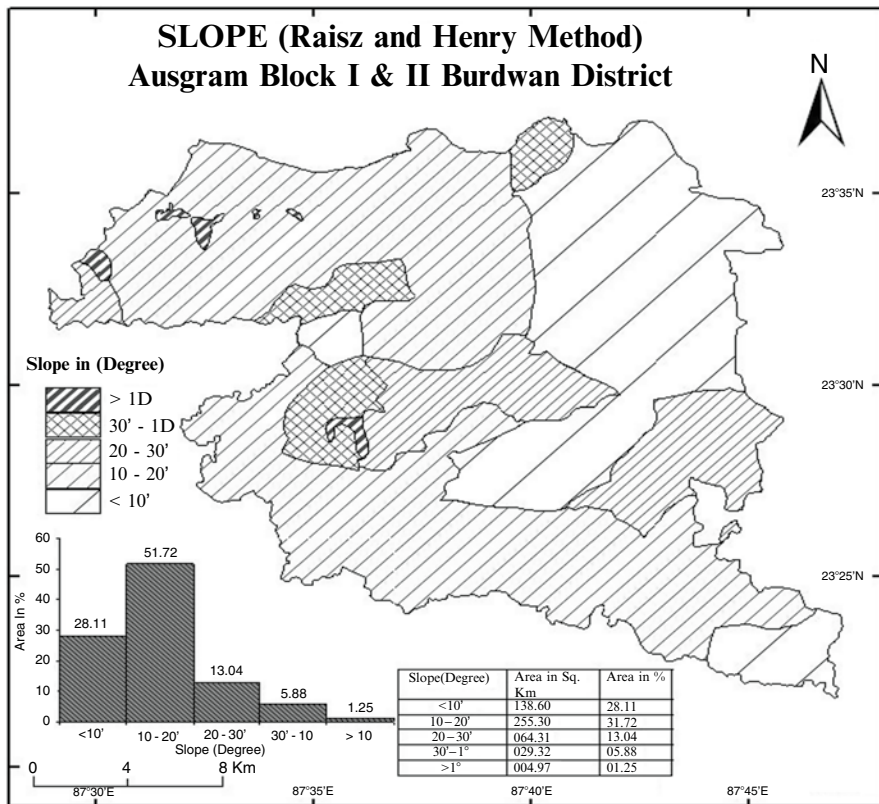 SLOPE (Raisz and Henry Method)
Ausgram Block I & II Burdwan District
N
23°35'N
23°30'N
23°25'N
Slope in (Degree)
> 1D
30' - 1D
20 - 30'
10 - 20'
< 10'
60
50
40
30
20
10
0
Area In %
28.11
51.72
13.04
5.88
1.25
<10' 10 - 20' 20 - 30' 30' - 10 > 10
Slope (Degree)
Slope(Degree) Area in Sq. Km Area in %
<10' 138.60 28.11
10–20' 255.30 31.72
20–30' 064.31 13.04
30'–1° 029.32 05.88
>1° 004.97 01.25
0 4 8 Km
87°30'E 87°35'E 87°40'E 87°45'E